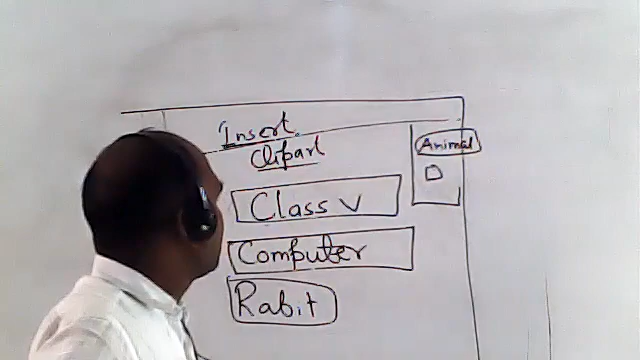 Insert
Clipart
Animal
Class V
Computer
Rabit